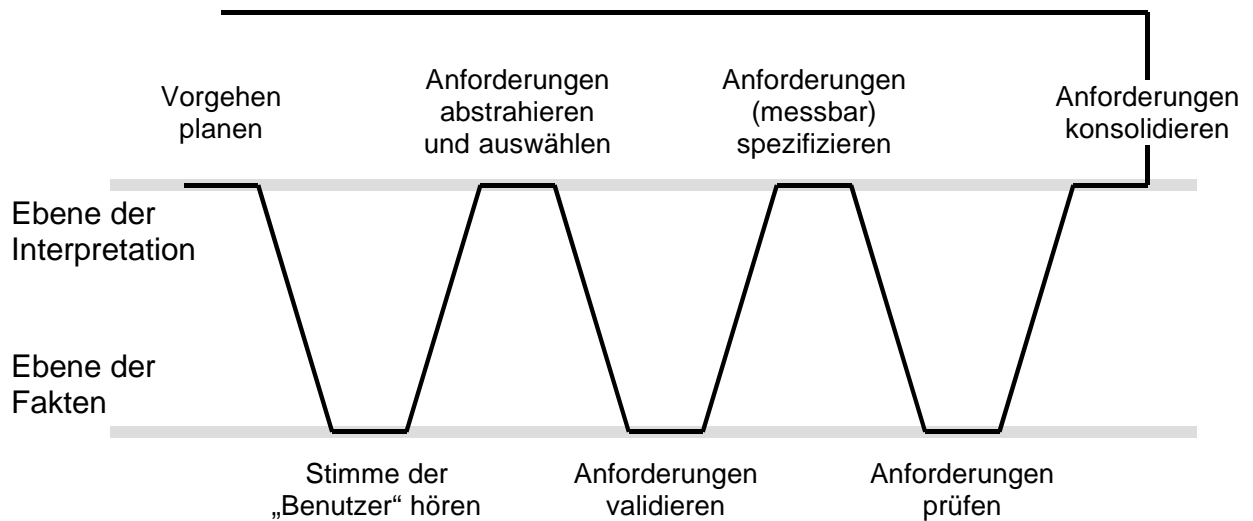 Vorgehen
planen
Anforderungen
abstrahieren
und auswählen
Anforderungen
(messbar)
spezifizieren
Anforderungen
konsolidieren
Ebene der
Interpretation
Ebene der
Fakten
Stimme der
„Benutzer“ hören
Anforderungen
validieren
Anforderungen
prüfen